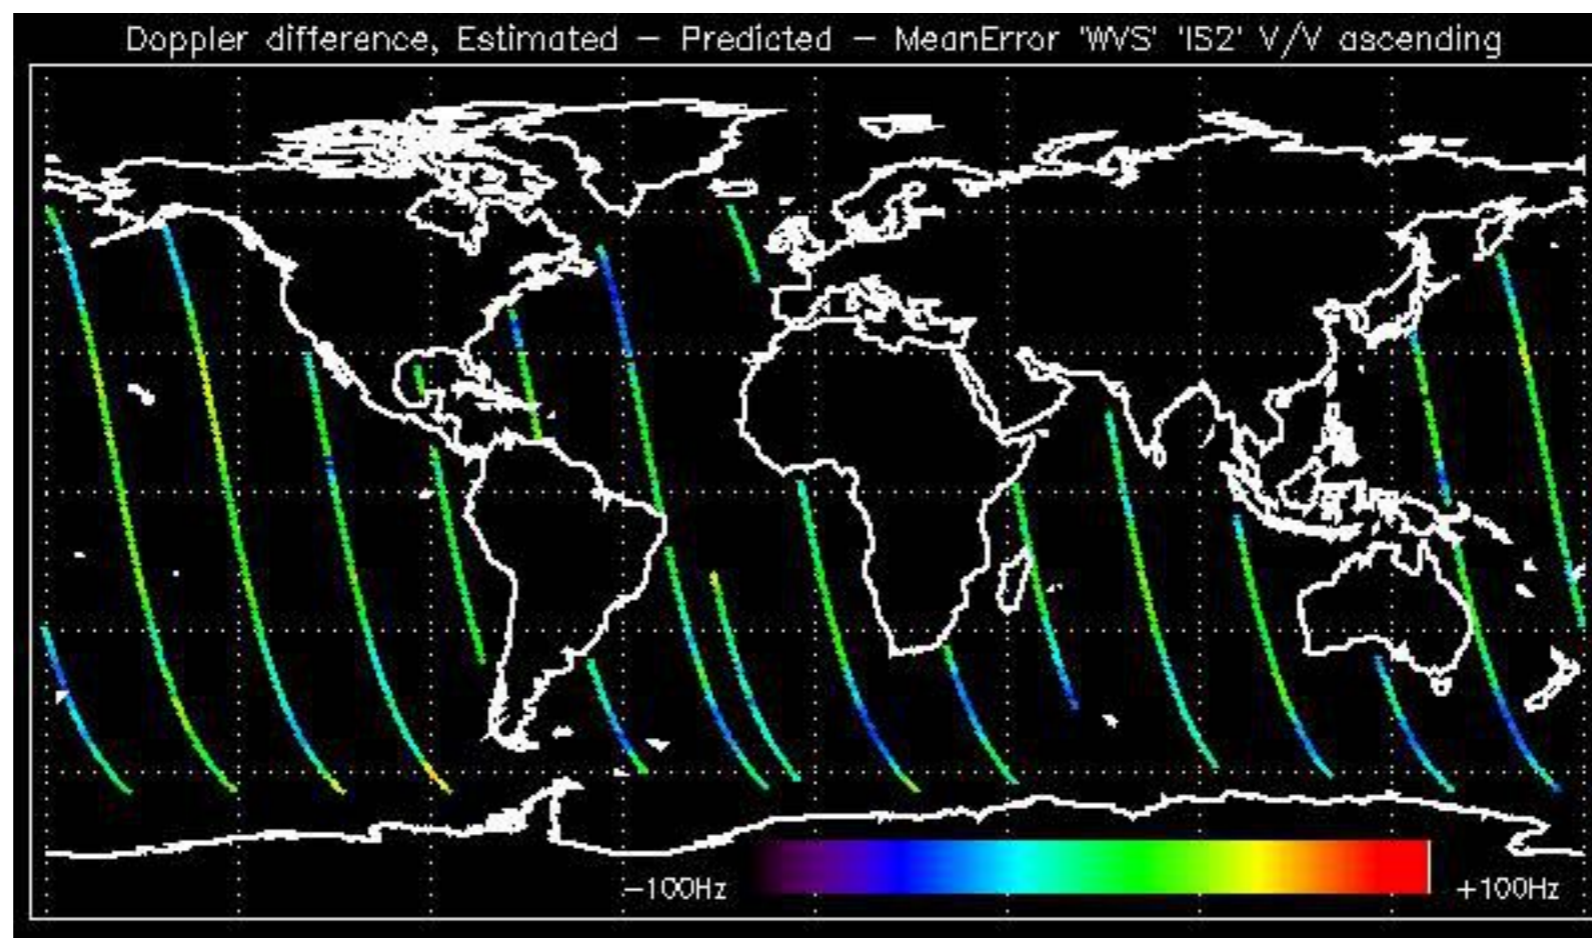 Doppler difference, Estimated − Predicted − MeanError 'WVS' 'IS2' V/V ascending
−100Hz
+100Hz